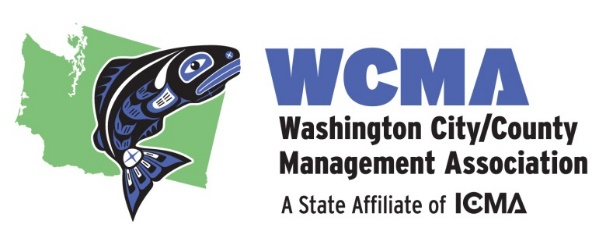 WCMA
Washington City/County
Management Association
A State Affiliate of ICMA